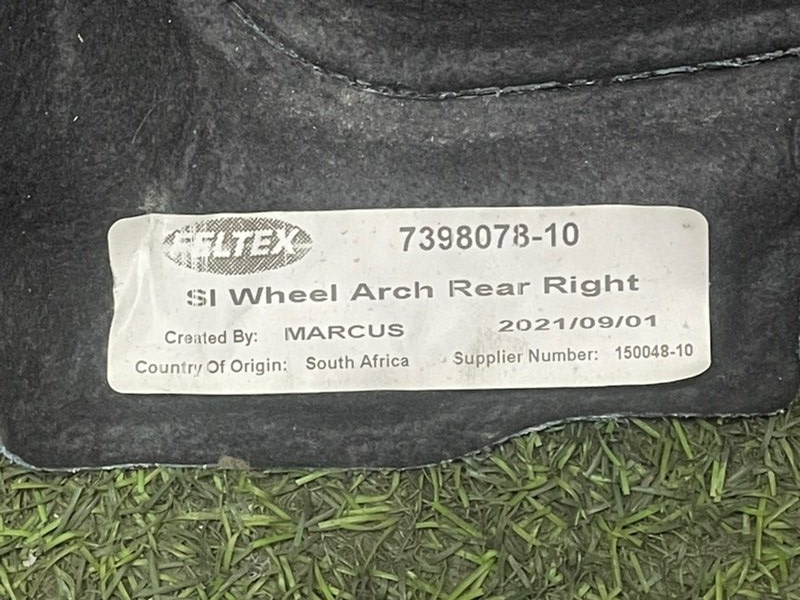 FELTEX
7398078-10
SI Wheel Arch Rear Right
Created By: MARCUS 2021/09/01
Country Of Origin: South Africa Supplier Number: 150048-10